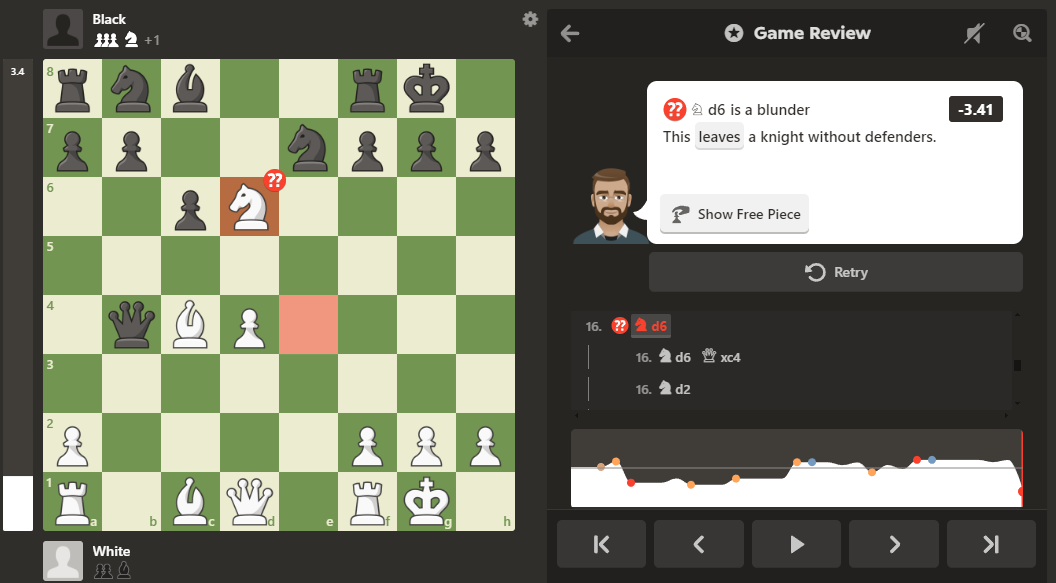 Black
+1
Game Review
3.4
8
7
6
5
4
3
2
1
a b c d e f g h
??
?? d6 is a blunder
-3.41
This leaves a knight without defenders.
Show Free Piece
Retry
16. ?? d6
16. d6 xc4
16. d2
White